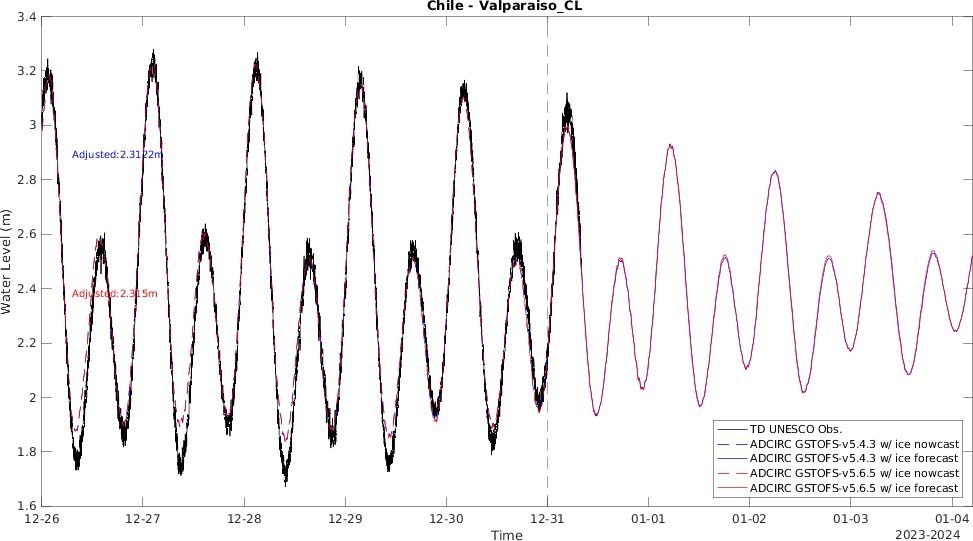 Chile - Valparaiso_CL
3.4
3.2
3
2.8
2.6
2.4
2.2
2
1.8
1.6
Water Level (m)
Adjusted:2.3122m
Adjusted:2.315m
TD UNESCO Obs.
ADCIRC GSTOFS-v5.4.3 w/ ice nowcast
ADCIRC GSTOFS-v5.4.3 w/ ice forecast
ADCIRC GSTOFS-v5.6.5 w/ ice nowcast
ADCIRC GSTOFS-v5.6.5 w/ ice forecast
12-26 12-27 12-28 12-29 12-30 12-31 01-01 01-02 01-03 01-04
Time
2023-2024